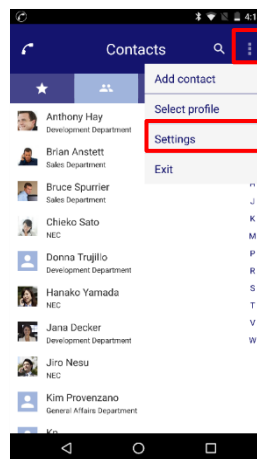 4:1
Contacts
Add contact
Select profile
Settings
Exit
Anthony Hay
Development Department
Brian Anstett
Sales Department
Bruce Spurrier
Sales Department
Chieko Sato
NEC
Donna Trujillo
Development Department
Hanako Yamada
NEC
Jana Decker
Development Department
Jiro Nesu
NEC
Kim Provenzano
General Affairs Department
J
K
M
P
R
S
T
V
W